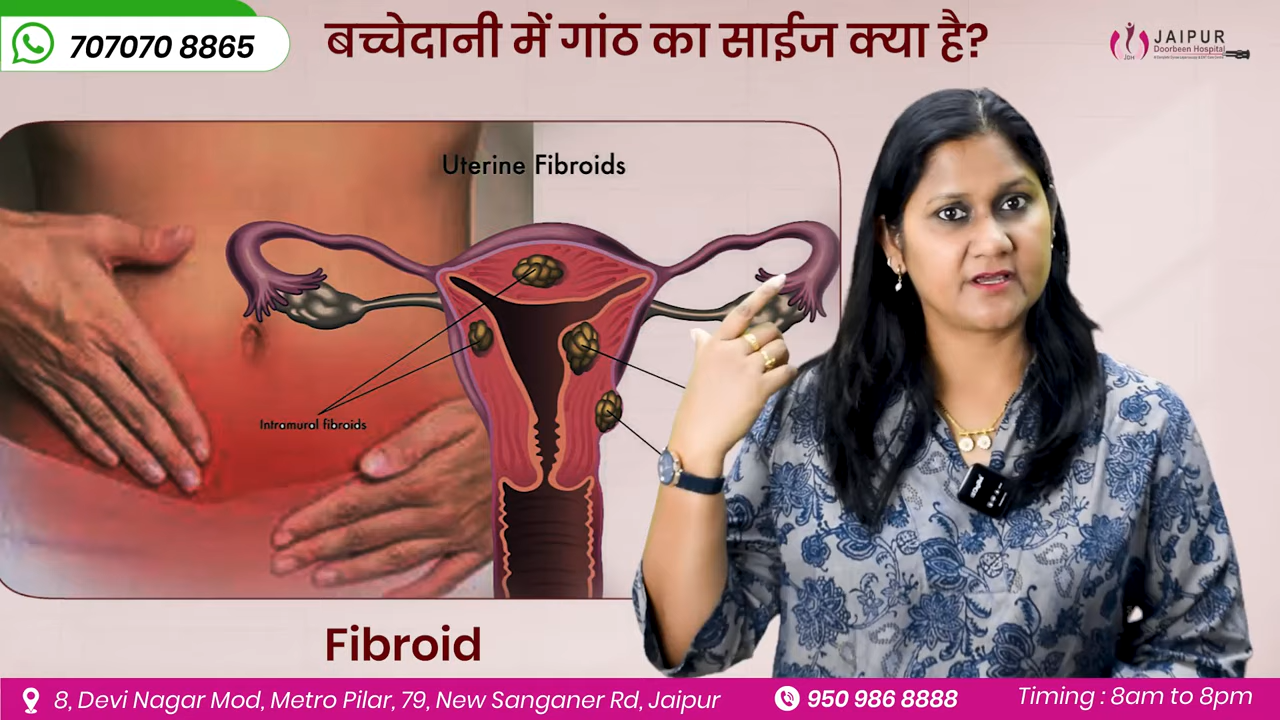 707070 8865
बच्चेदानी में गांठ का साईज क्या है?
JAIPUR
Doorbeen Hospital
JDH
Uterine Fibroids
Intramural fibroids
Fibroid
8, Devi Nagar Mod, Metro Pilar, 79, New Sanganer Rd, Jaipur
950 986 8888
Timing : 8am to 8pm